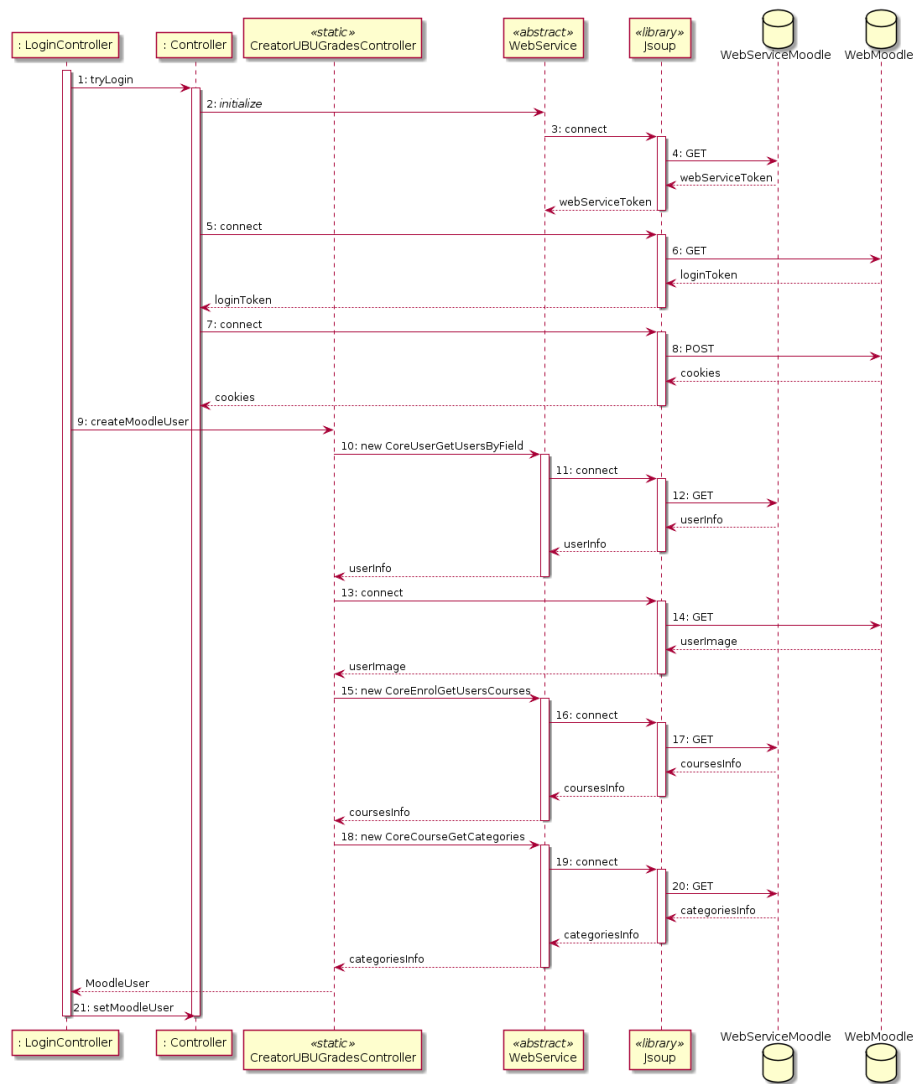 : LoginController
: Controller
«static»
CreatorUBUGradesController
«abstract»
WebService
«library»
Jsoup
WebServiceMoodle
WebMoodle
1: tryLogin
2: initialize
3: connect
4: GET
webServiceToken
webServiceToken
5: connect
6: GET
loginToken
loginToken
7: connect
8: POST
cookies
cookies
9: createMoodleUser
10: new CoreUserGetUsersByField
11: connect
12: GET
userInfo
userInfo
userInfo
13: connect
14: GET
userImage
userImage
15: new CoreEnrolGetUsersCourses
16: connect
17: GET
coursesInfo
coursesInfo
coursesInfo
18: new CoreCourseGetCategories
19: connect
20: GET
categoriesInfo
categoriesInfo
categoriesInfo
MoodleUser
21: setMoodleUser
: LoginController
: Controller
«static»
CreatorUBUGradesController
«abstract»
WebService
«library»
Jsoup
WebServiceMoodle
WebMoodle